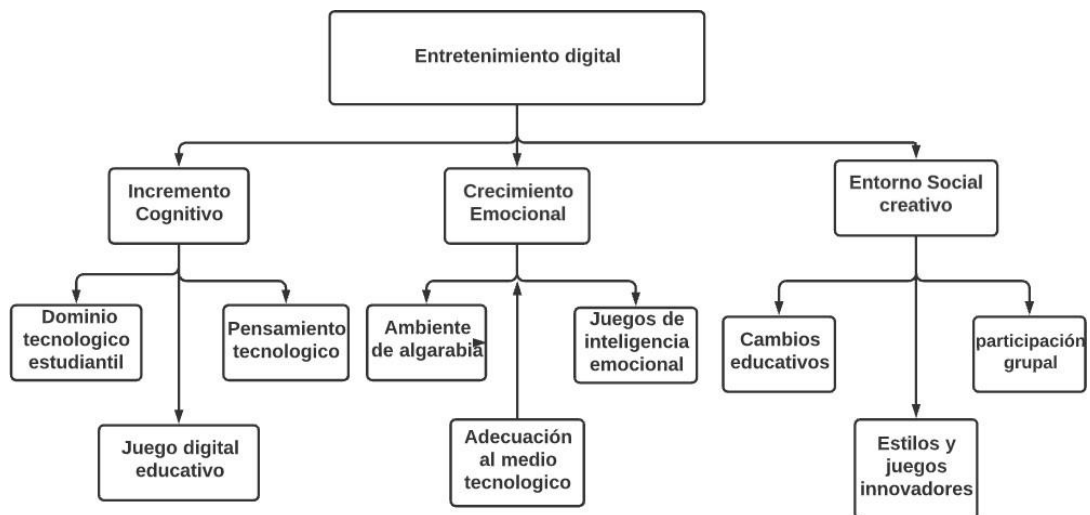 Entretenimiento digital
Incremento
Cognitivo
Crecimiento
Emocional
Entorno Social
creativo
Dominio
tecnologico
estudiantil
Pensamiento
tecnologico
Ambiente
de algarabia
Juegos de
inteligencia
emocional
Cambios
educativos
participación
grupal
Juego digital
educativo
Adecuación
al medio
tecnologico
Estilos y
juegos
innovadores